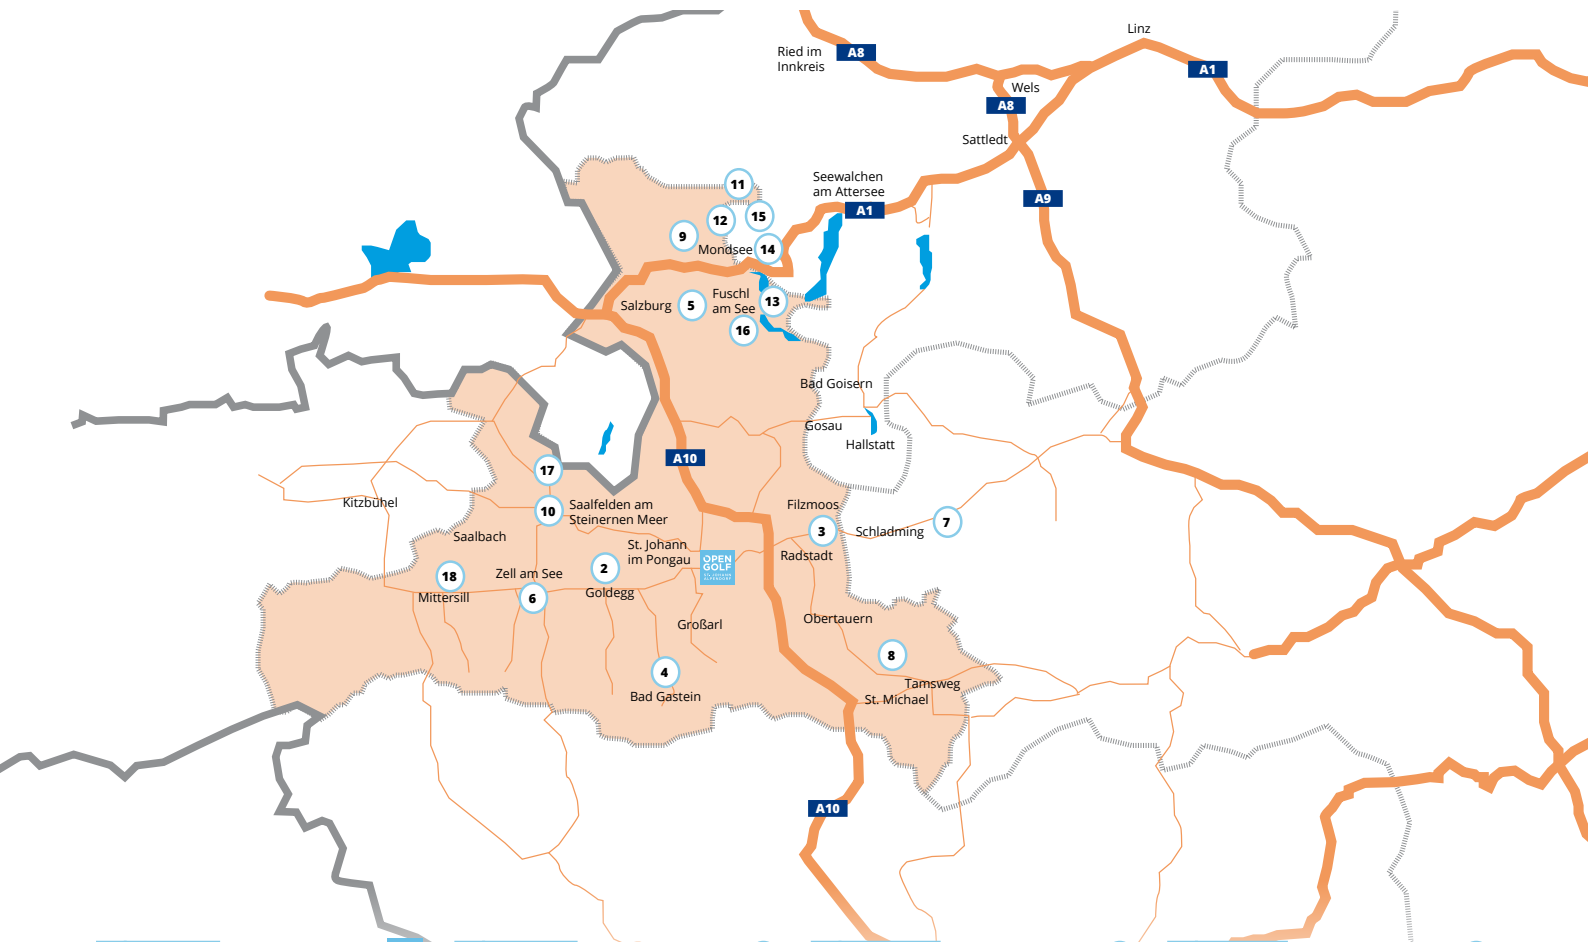 Linz
Ried im
Innkreis
A8
A1
Wels
A8
Sattledt
Seewalchen
am Attersee
A1
A9
11
12
15
9
Mondsee
14
Salzburg
5
Fuschl
am See
13
16
Bad Goisern
Gosau
Hallstatt
A10
17
Kitzbühel
10
Saalfelden am
Steinernen Meer
Filzmoos
3
Schladming
7
Saalbach
St. Johann
im Pongau
OPEN
GOLF
ST. JOHANN
ALPENDORF
Radstadt
18
Mittersill
Zell am See
6
2
Goldegg
Großarl
Obertauern
8
4
Bad Gastein
Tamsweg
St. Michael
A10